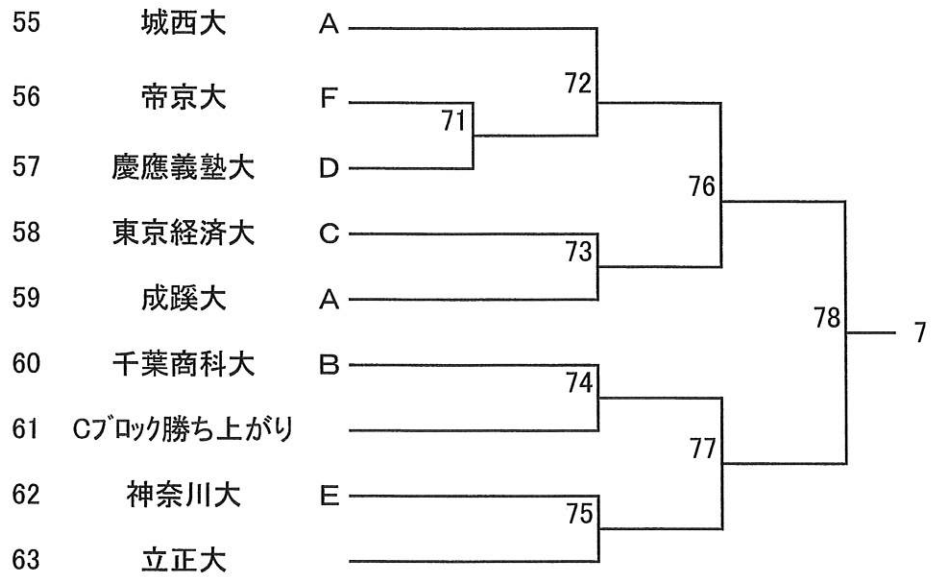 55 城西大 A
72
56 帝京大 F
71
57 慶應義塾大 D
76
58 東京経済大 C
73
59 成蹊大 A
78
7
60 千葉商科大 B
74
61 Cブロック勝ち上がり
77
62 神奈川大 E
75
63 立正大